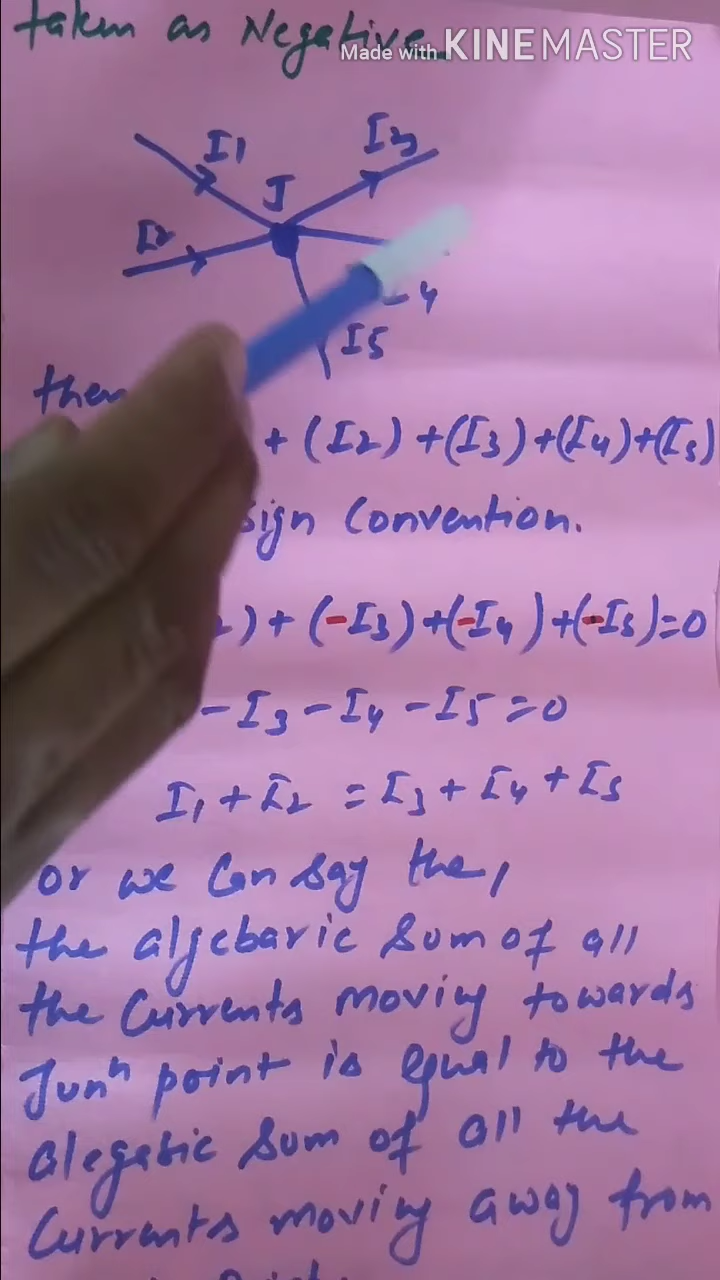 taken as Negative
Made with KINEMASTER
I1 I3
J
I2
4
I5
then
+ (I2) + (I3) + (I4) + (I5)
sign Convention.
) + (-I3) + (-I4) + (-I5) = 0
- I3 - I4 - I5 = 0
I1 + I2 = I3 + I4 + I5
or we Can say the,
the aljebaric Sum of all
the Currents moving towards
Junⁿ point is equal to the
alegabic Sum of all the
Currents moving away from